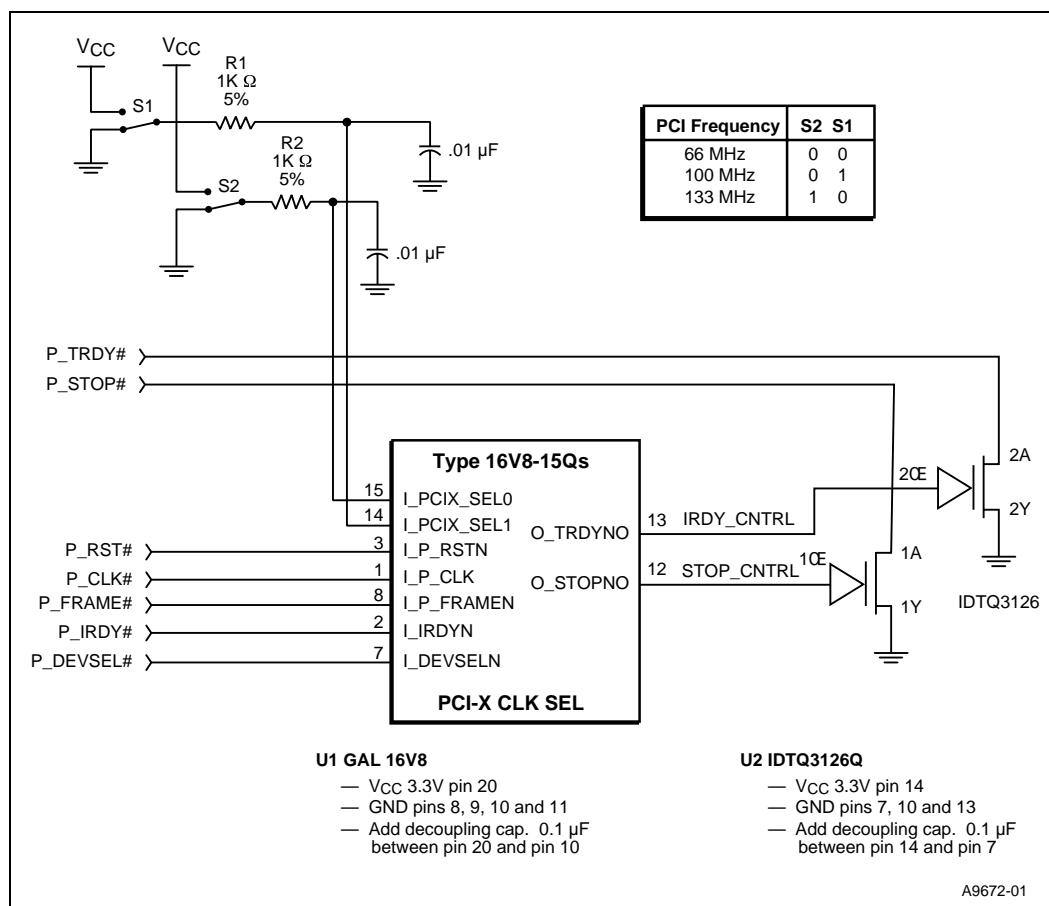 VCC
VCC
R1
1K Ω
5%
S1
.01 µF
R2
1K Ω
5%
S2
.01 µF
PCI Frequency S2 S1
66 MHz 0 0
100 MHz 0 1
133 MHz 1 0
P_TRDY#
P_STOP#
Type 16V8-15Qs
15 I_PCIX_SEL0
14 I_PCIX_SEL1
P_RST# 3 I_P_RSTN
P_CLK# 1 I_P_CLK
P_FRAME# 8 I_P_FRAMEN
P_IRDY# 2 I_IRDYN
P_DEVSEL# 7 I_DEVSELN
O_TRDYNO 13 IRDY_CNTRL
O_STOPNO 12 STOP_CNTRL
PCI-X CLK SEL
2Œ
2A
2Y
1Œ
1A
1Y
IDTQ3126
U1 GAL 16V8
— VCC 3.3V pin 20
— GND pins 8, 9, 10 and 11
— Add decoupling cap. 0.1 µF
between pin 20 and pin 10
U2 IDTQ3126Q
— VCC 3.3V pin 14
— GND pins 7, 10 and 13
— Add decoupling cap. 0.1 µF
between pin 14 and pin 7
A9672-01